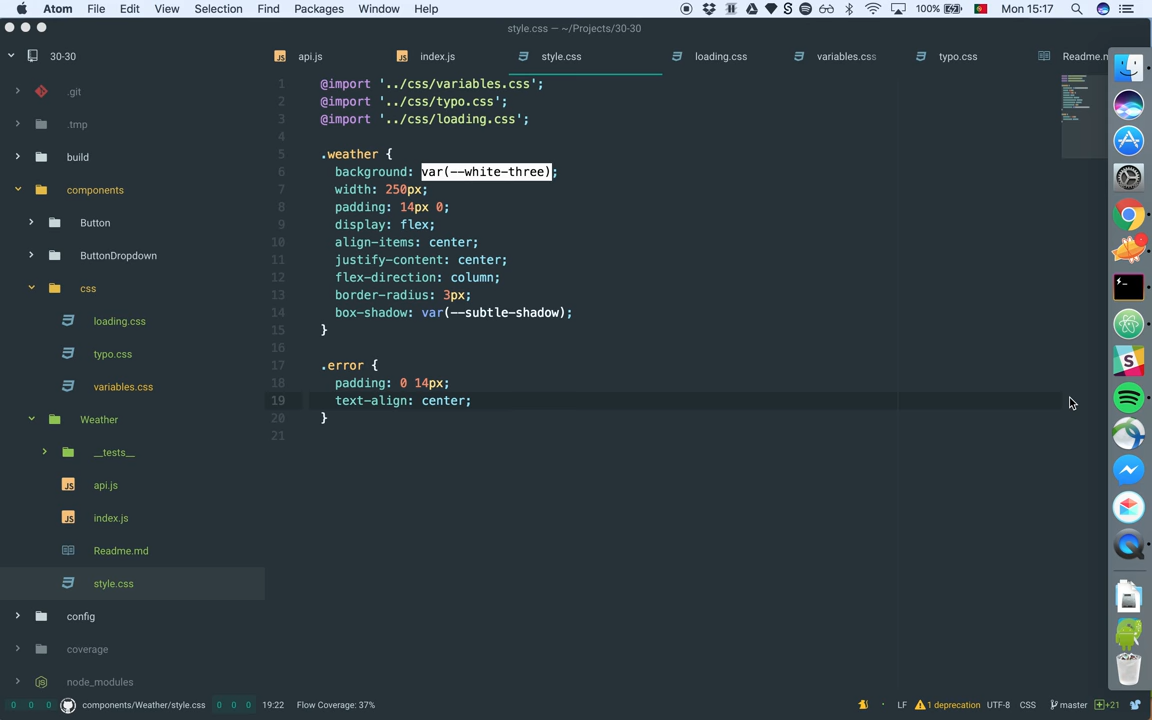 Atom File Edit View Selection Find Packages Window Help 100% Mon 15:17
style.css — ~/Projects/30-30
30-30
api.js index.js style.css loading.css variables.css typo.css Readme.n
.git
.tmp
build
components
Button
ButtonDropdown
css
loading.css
typo.css
variables.css
Weather
__tests__
api.js
index.js
Readme.md
style.css
config
coverage
node_modules
1 @import '../css/variables.css';
2 @import '../css/typo.css';
3 @import '../css/loading.css';
4
5 .weather {
6 background: var(--white-three);
7 width: 250px;
8 padding: 14px 0;
9 display: flex;
10 align-items: center;
11 justify-content: center;
12 flex-direction: column;
13 border-radius: 3px;
14 box-shadow: var(--subtle-shadow);
15 }
16
17 .error {
18 padding: 0 14px;
19 text-align: center;
20 }
21
0 0 0 components/Weather/style.css 0 0 0 19:22 Flow Coverage: 37% LF 1 deprecation UTF-8 CSS master +21